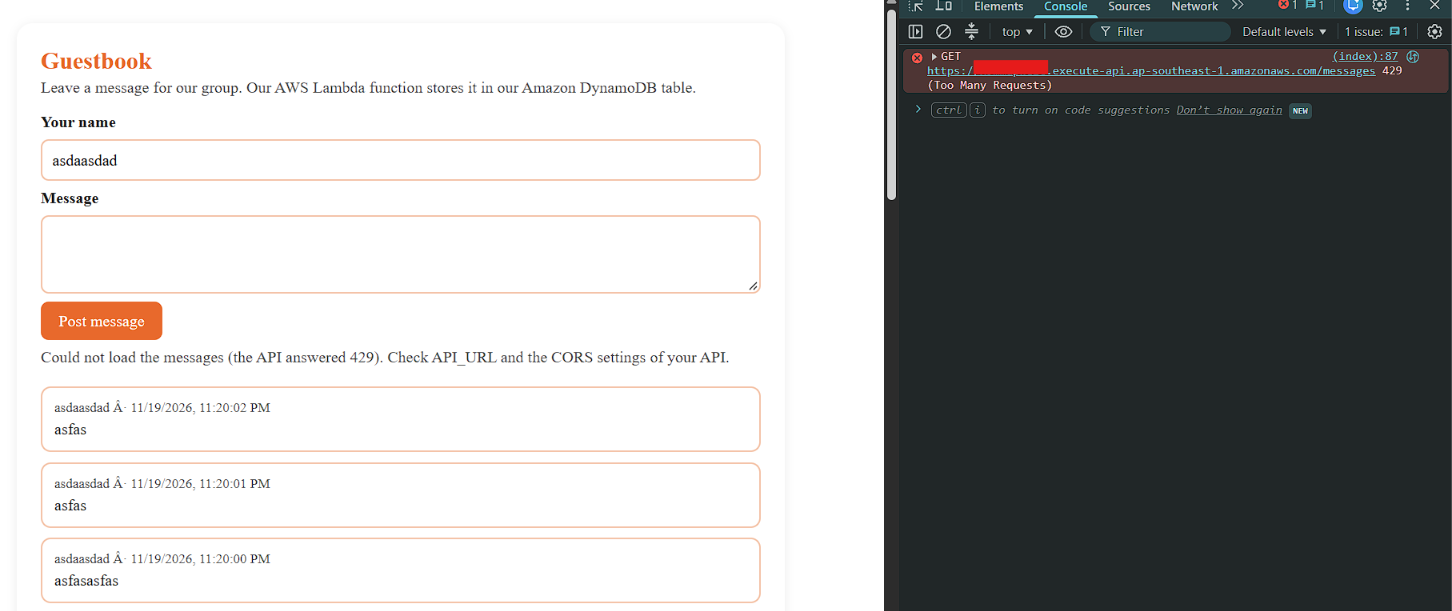 Guestbook
Leave a message for our group. Our AWS Lambda function stores it in our Amazon DynamoDB table.
Your name
asdaasdad
Message
Post message
Could not load the messages (the API answered 429). Check API_URL and the CORS settings of your API.
asdaasdad Â· 11/19/2026, 11:20:02 PM
asfas
asdaasdad Â· 11/19/2026, 11:20:01 PM
asfas
asdaasdad Â· 11/19/2026, 11:20:00 PM
asfasasfas
Elements Console Sources Network 1 1
top Filter Default levels 1 issue: 1
GET (index):87
https:/.execute-api.ap-southeast-1.amazonaws.com/messages 429
(Too Many Requests)
ctrl i to turn on code suggestions Don't show again NEW